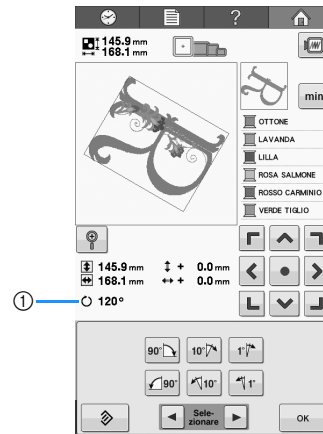 ?
145.9 mm
168.1 mm
min
OTTONE
LAVANDA
LILLA
ROSA SALMONE
ROSSO CARMINIO
VERDE TIGLIO
145.9 mm + 0.0 mm
168.1 mm + 0.0 mm
① 120°
90° 10° 1°
90° 10° 1°
Sele-
zionare
OK